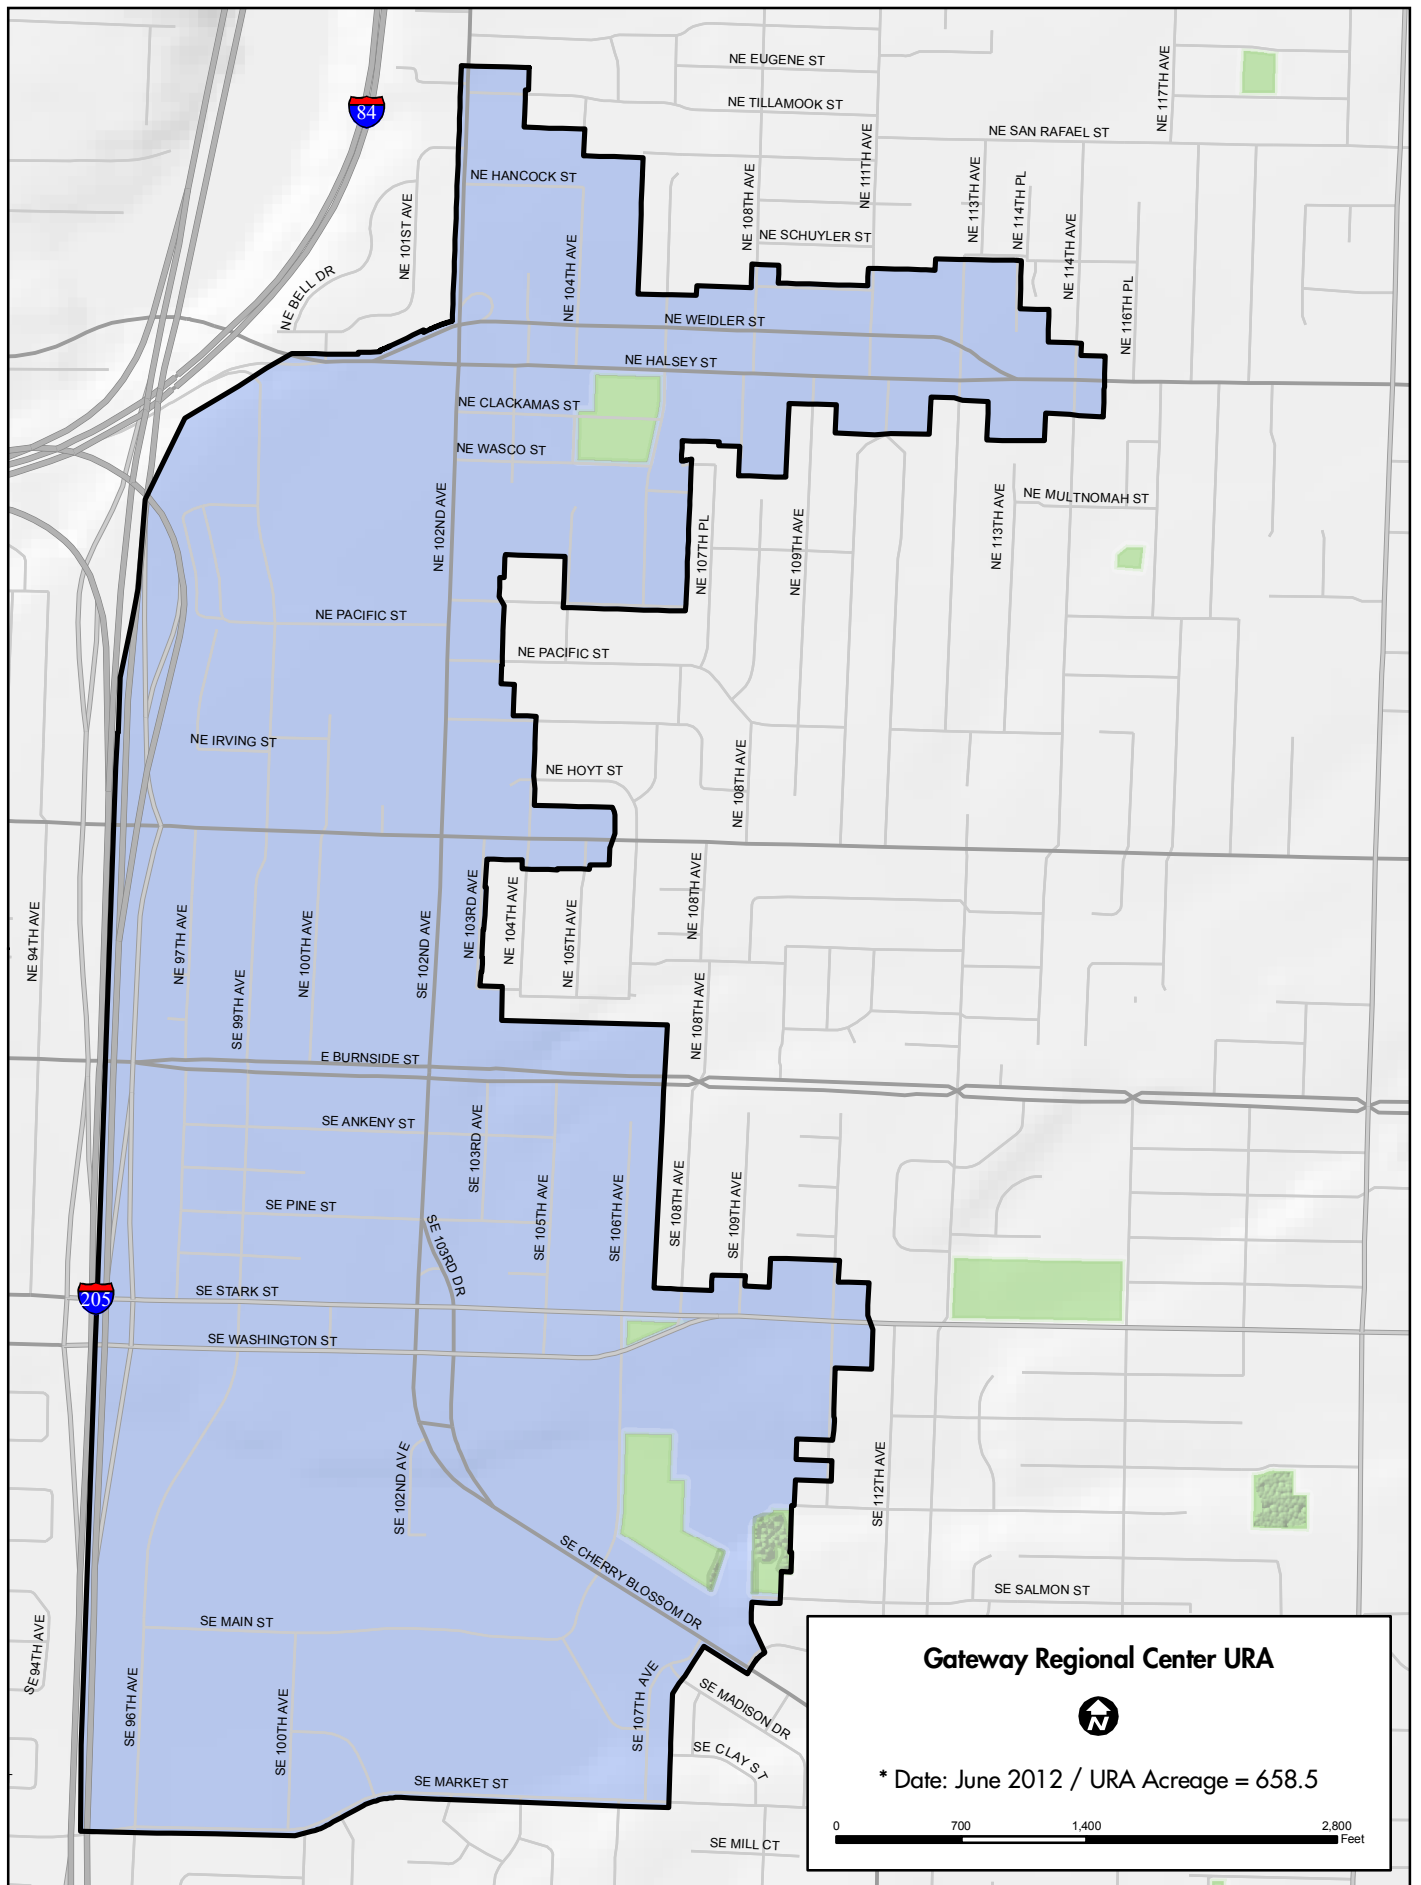 NE EUGENE ST
NE TILLAMOOK ST
NE 117TH AVE
84
NE SAN RAFAEL ST
NE 111TH AVE
NE HANCOCK ST
NE 108TH AVE
NE 113TH AVE
NE 114TH PL
NE 101ST AVE
NE 104TH AVE
NE SCHUYLER ST
NE 114TH AVE
NE BELL DR
NE 116TH PL
NE WEIDLER ST
NE HALSEY ST
NE CLACKAMAS ST
NE WASCO ST
NE 102ND AVE
NE 107TH PL
NE 109TH AVE
NE 113TH AVE
NE MULTNOMAH ST
NE PACIFIC ST
NE PACIFIC ST
NE IRVING ST
NE HOYT ST
NE 108TH AVE
NE 94TH AVE
NE 97TH AVE
SE 99TH AVE
NE 100TH AVE
SE 102ND AVE
NE 103RD AVE
NE 104TH AVE
NE 105TH AVE
NE 108TH AVE
NE 108TH AVE
E BURNSIDE ST
SE ANKENY ST
SE 103RD AVE
SE PINE ST
SE 103RD DR
SE 105TH AVE
SE 106TH AVE
SE 108TH AVE
SE 109TH AVE
205
SE STARK ST
SE WASHINGTON ST
SE 102ND AVE
SE 112TH AVE
SE CHERRY BLOSSOM DR
SE SALMON ST
SE 94TH AVE
SE MAIN ST
SE 96TH AVE
SE 100TH AVE
SE 107TH AVE
SE MADISON DR
SE CLAY ST
SE MARKET ST
SE MILL CT
Gateway Regional Center URA
N
* Date: June 2012 / URA Acreage = 658.5
0 700 1,400 2,800
Feet